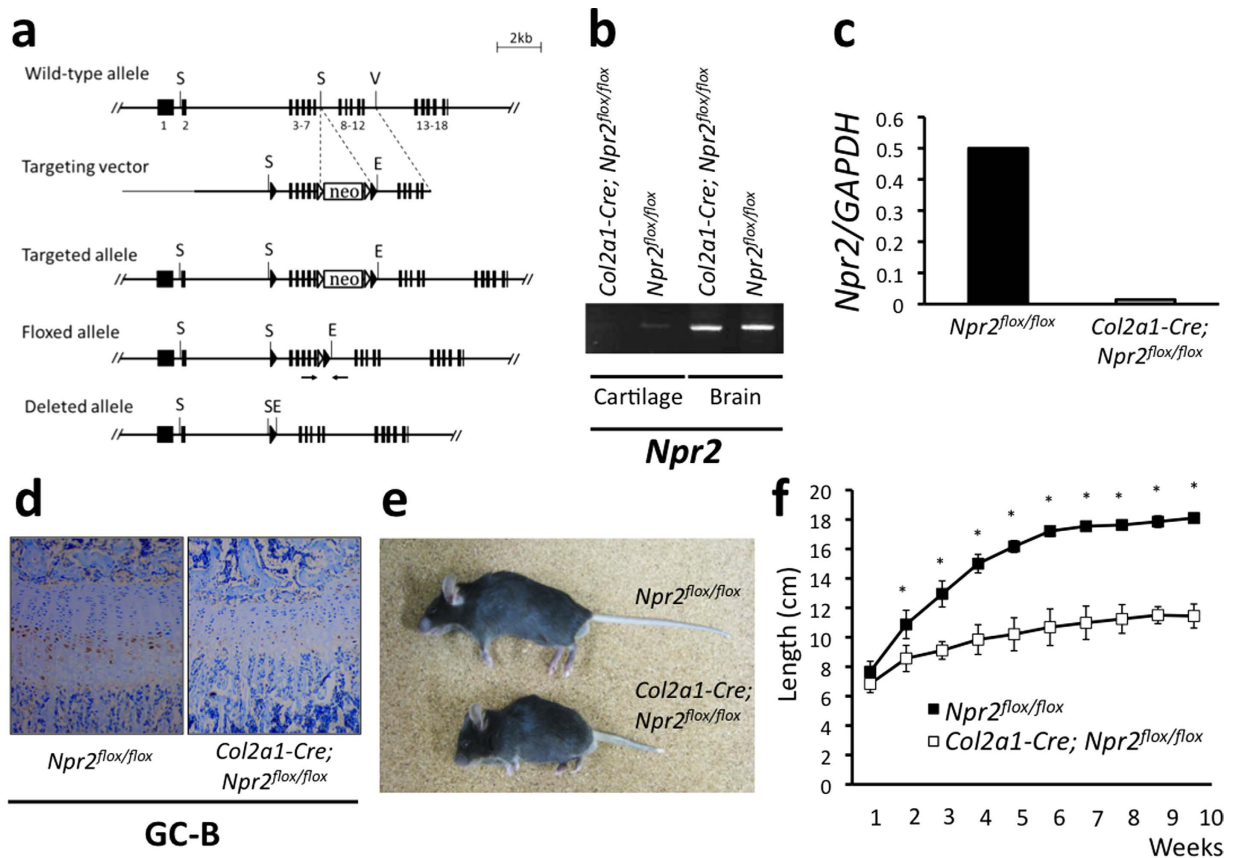 a
2kb
Wild-type allele
S S V
1 2 3-7 8-12 13-18
Targeting vector
S E
neo
Targeted allele
S S E
neo
Floxed allele
S S E
Deleted allele
S SE
b
Col2a1-Cre; Npr2flox/flox
Npr2flox/flox
Col2a1-Cre; Npr2flox/flox
Npr2flox/flox
Cartilage Brain
Npr2
c
Npr2/GAPDH
0.6
0.5
0.4
0.3
0.2
0.1
0
Npr2flox/flox
Col2a1-Cre;
Npr2flox/flox
d
Npr2flox/flox
Col2a1-Cre;
Npr2flox/flox
GC-B
e
Npr2flox/flox
Col2a1-Cre;
Npr2flox/flox
f
Length (cm)
20
18
16
14
12
10
8
6
4
2
0
* * * * * * * * *
Npr2flox/flox
Col2a1-Cre; Npr2flox/flox
1 2 3 4 5 6 7 8 9 10
Weeks